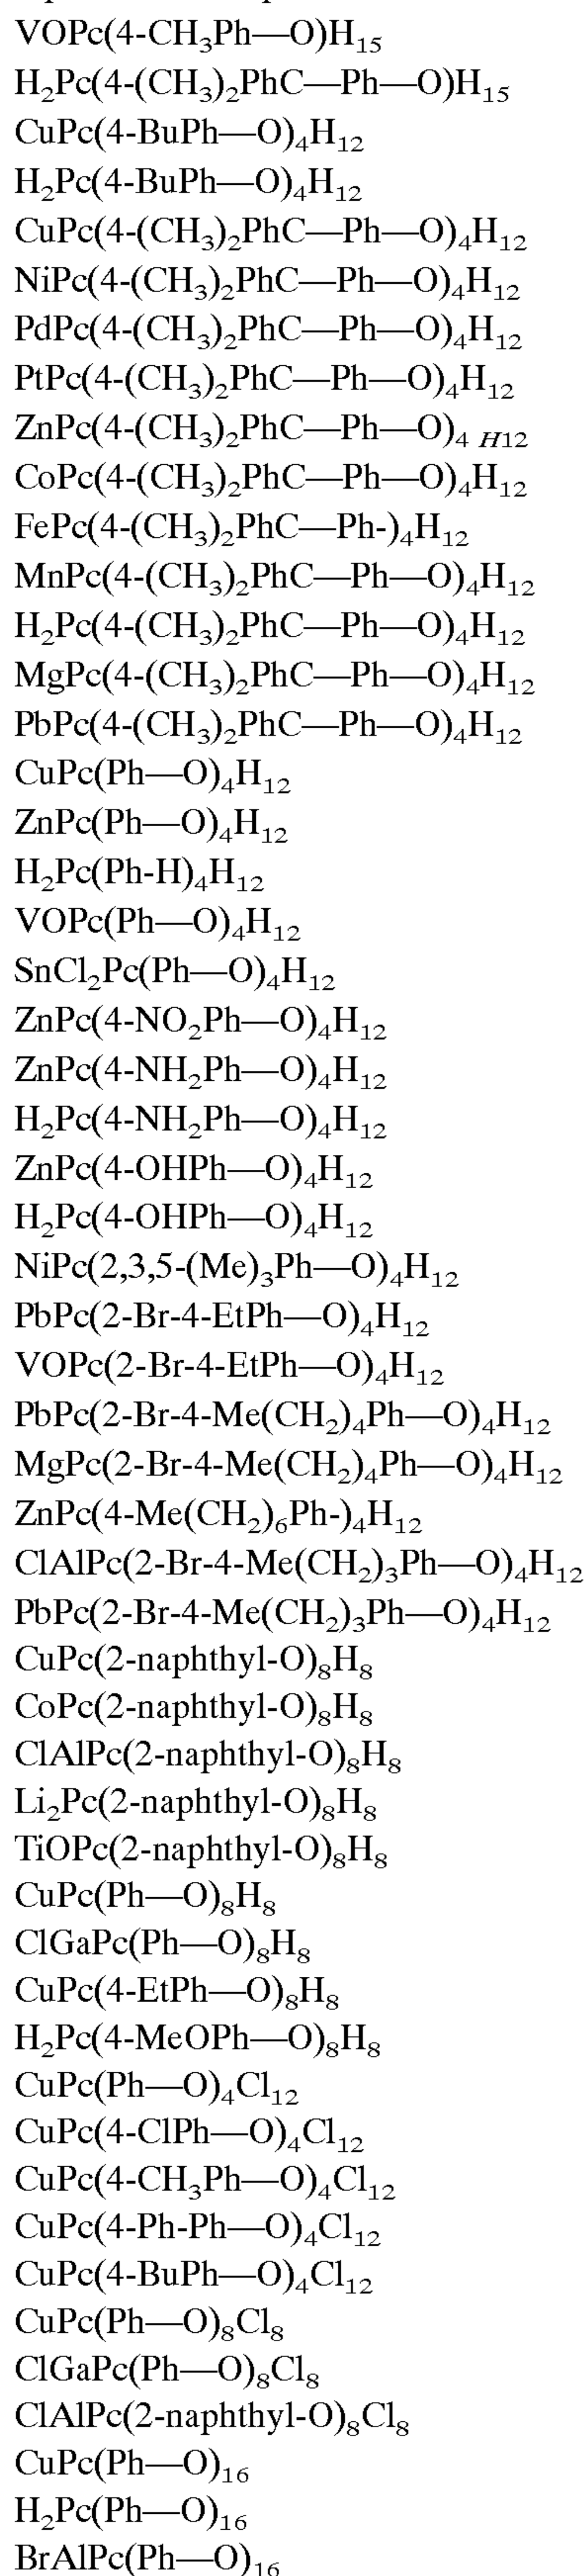 VOPc(4-CH₃Ph—O)H₁₅
H₂Pc(4-(CH₃)₂PhC—Ph—O)H₁₅
CuPc(4-BuPh—O)₄H₁₂
H₂Pc(4-BuPh—O)₄H₁₂
CuPc(4-(CH₃)₂PhC—Ph—O)₄H₁₂
NiPc(4-(CH₃)₂PhC—Ph—O)₄H₁₂
PdPc(4-(CH₃)₂PhC—Ph—O)₄H₁₂
PtPc(4-(CH₃)₂PhC—Ph—O)₄H₁₂
ZnPc(4-(CH₃)₂PhC—Ph—O)₄ H12
CoPc(4-(CH₃)₂PhC—Ph—O)₄H₁₂
FePc(4-(CH₃)₂PhC—Ph-)₄H₁₂
MnPc(4-(CH₃)₂PhC—Ph—O)₄H₁₂
H₂Pc(4-(CH₃)₂PhC—Ph—O)₄H₁₂
MgPc(4-(CH₃)₂PhC—Ph—O)₄H₁₂
PbPc(4-(CH₃)₂PhC—Ph—O)₄H₁₂
CuPc(Ph—O)₄H₁₂
ZnPc(Ph—O)₄H₁₂
H₂Pc(Ph-H)₄H₁₂
VOPc(Ph—O)₄H₁₂
SnCl₂Pc(Ph—O)₄H₁₂
ZnPc(4-NO₂Ph—O)₄H₁₂
ZnPc(4-NH₂Ph—O)₄H₁₂
H₂Pc(4-NH₂Ph—O)₄H₁₂
ZnPc(4-OHPh—O)₄H₁₂
H₂Pc(4-OHPh—O)₄H₁₂
NiPc(2,3,5-(Me)₃Ph—O)₄H₁₂
PbPc(2-Br-4-EtPh—O)₄H₁₂
VOPc(2-Br-4-EtPh—O)₄H₁₂
PbPc(2-Br-4-Me(CH₂)₄Ph—O)₄H₁₂
MgPc(2-Br-4-Me(CH₂)₄Ph—O)₄H₁₂
ZnPc(4-Me(CH₂)₆Ph-)₄H₁₂
ClAlPc(2-Br-4-Me(CH₂)₃Ph—O)₄H₁₂
PbPc(2-Br-4-Me(CH₂)₃Ph—O)₄H₁₂
CuPc(2-naphthyl-O)₈H₈
CoPc(2-naphthyl-O)₈H₈
ClAlPc(2-naphthyl-O)₈H₈
Li₂Pc(2-naphthyl-O)₈H₈
TiOPc(2-naphthyl-O)₈H₈
CuPc(Ph—O)₈H₈
ClGaPc(Ph—O)₈H₈
CuPc(4-EtPh—O)₈H₈
H₂Pc(4-MeOPh—O)₈H₈
CuPc(Ph—O)₄Cl₁₂
CuPc(4-ClPh—O)₄Cl₁₂
CuPc(4-CH₃Ph—O)₄Cl₁₂
CuPc(4-Ph-Ph—O)₄Cl₁₂
CuPc(4-BuPh—O)₄Cl₁₂
CuPc(Ph—O)₈Cl₈
ClGaPc(Ph—O)₈Cl₈
ClAlPc(2-naphthyl-O)₈Cl₈
CuPc(Ph—O)₁₆
H₂Pc(Ph—O)₁₆
BrAlPc(Ph—O)₁₆